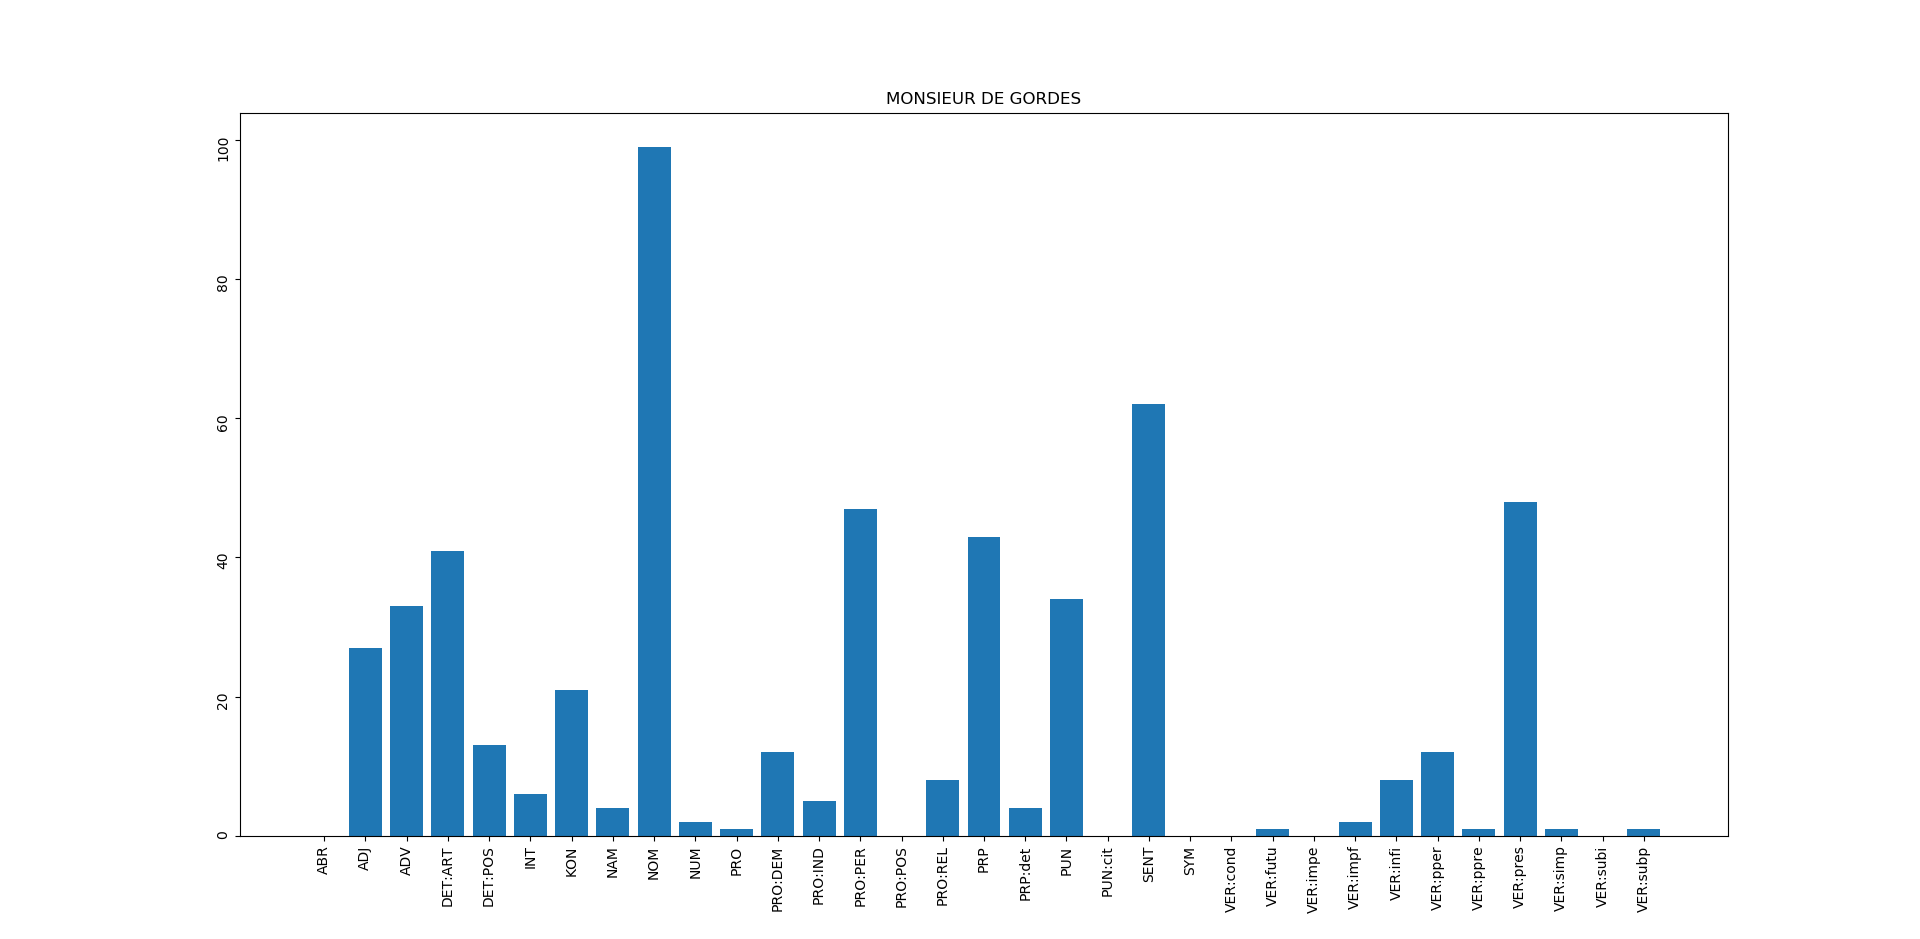 MONSIEUR DE GORDES
100
80
60
40
20
0
ABR
ADJ
ADV
DET:ART
DET:POS
INT
KON
NAM
NOM
NUM
PRO
PRO:DEM
PRO:IND
PRO:PER
PRO:POS
PRO:REL
PRP
PRP:det
PUN
PUN:cit
SENT
SYM
VER:cond
VER:futu
VER:impe
VER:impf
VER:infi
VER:pper
VER:ppre
VER:pres
VER:simp
VER:subi
VER:subp